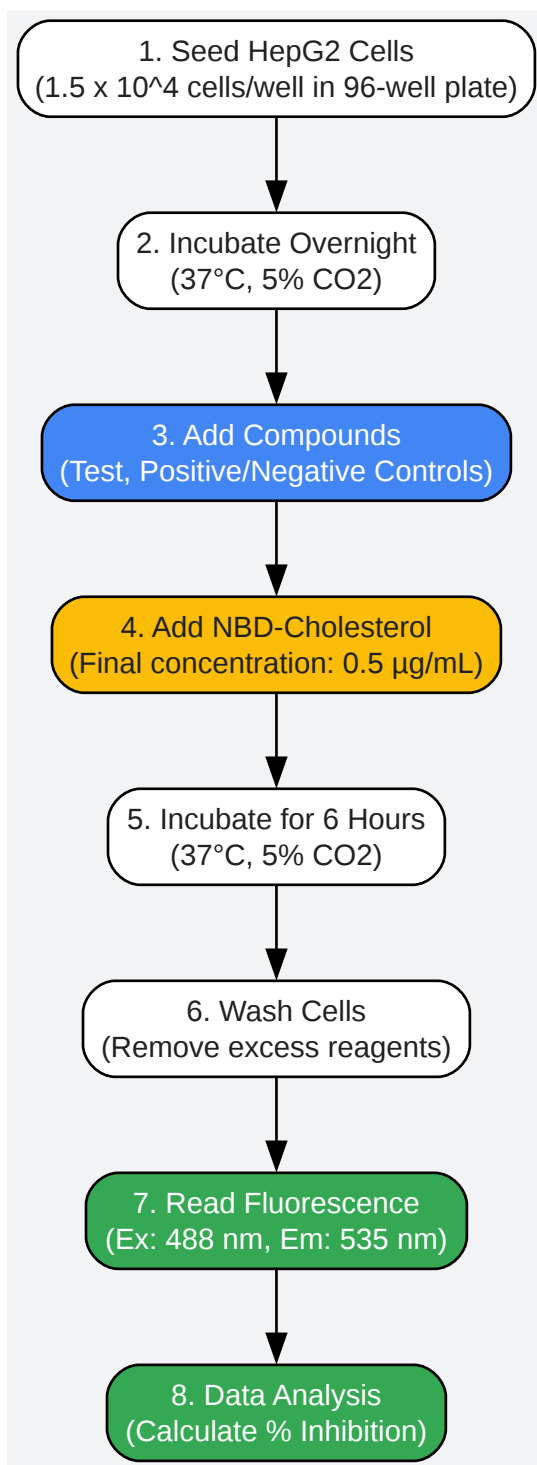 1. Seed HepG2 Cells
(1.5 x 10^4 cells/well in 96-well plate)
2. Incubate Overnight
(37°C, 5% CO2)
3. Add Compounds
(Test, Positive/Negative Controls)
4. Add NBD-Cholesterol
(Final concentration: 0.5 µg/mL)
5. Incubate for 6 Hours
(37°C, 5% CO2)
6. Wash Cells
(Remove excess reagents)
7. Read Fluorescence
(Ex: 488 nm, Em: 535 nm)
8. Data Analysis
(Calculate % Inhibition)